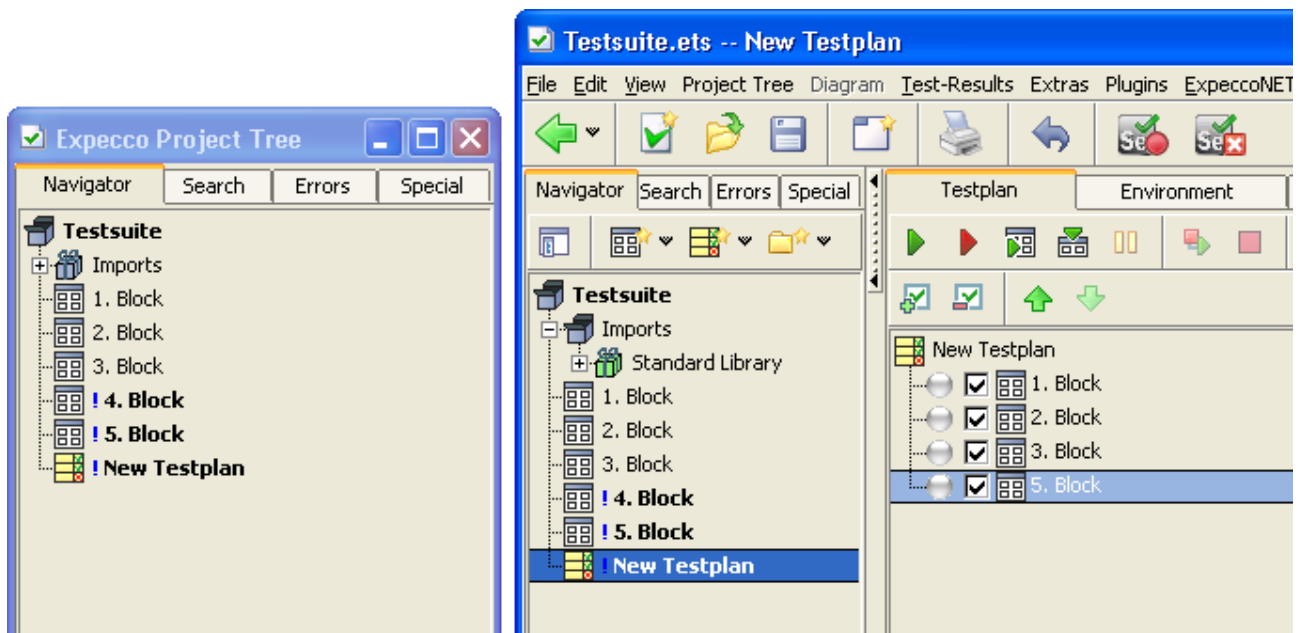 Expecco Project Tree
Navigator Search Errors Special
Testsuite
Imports
1. Block
2. Block
3. Block
! 4. Block
! 5. Block
! New Testplan
Testsuite.ets -- New Testplan
File Edit View Project Tree Diagram Test-Results Extras Plugins ExpeccoNET
Se Se
Navigator Search Errors Special
Testsuite
Imports
Standard Library
1. Block
2. Block
3. Block
! 4. Block
! 5. Block
! New Testplan
Testplan Environment
New Testplan
1. Block
2. Block
3. Block
5. Block